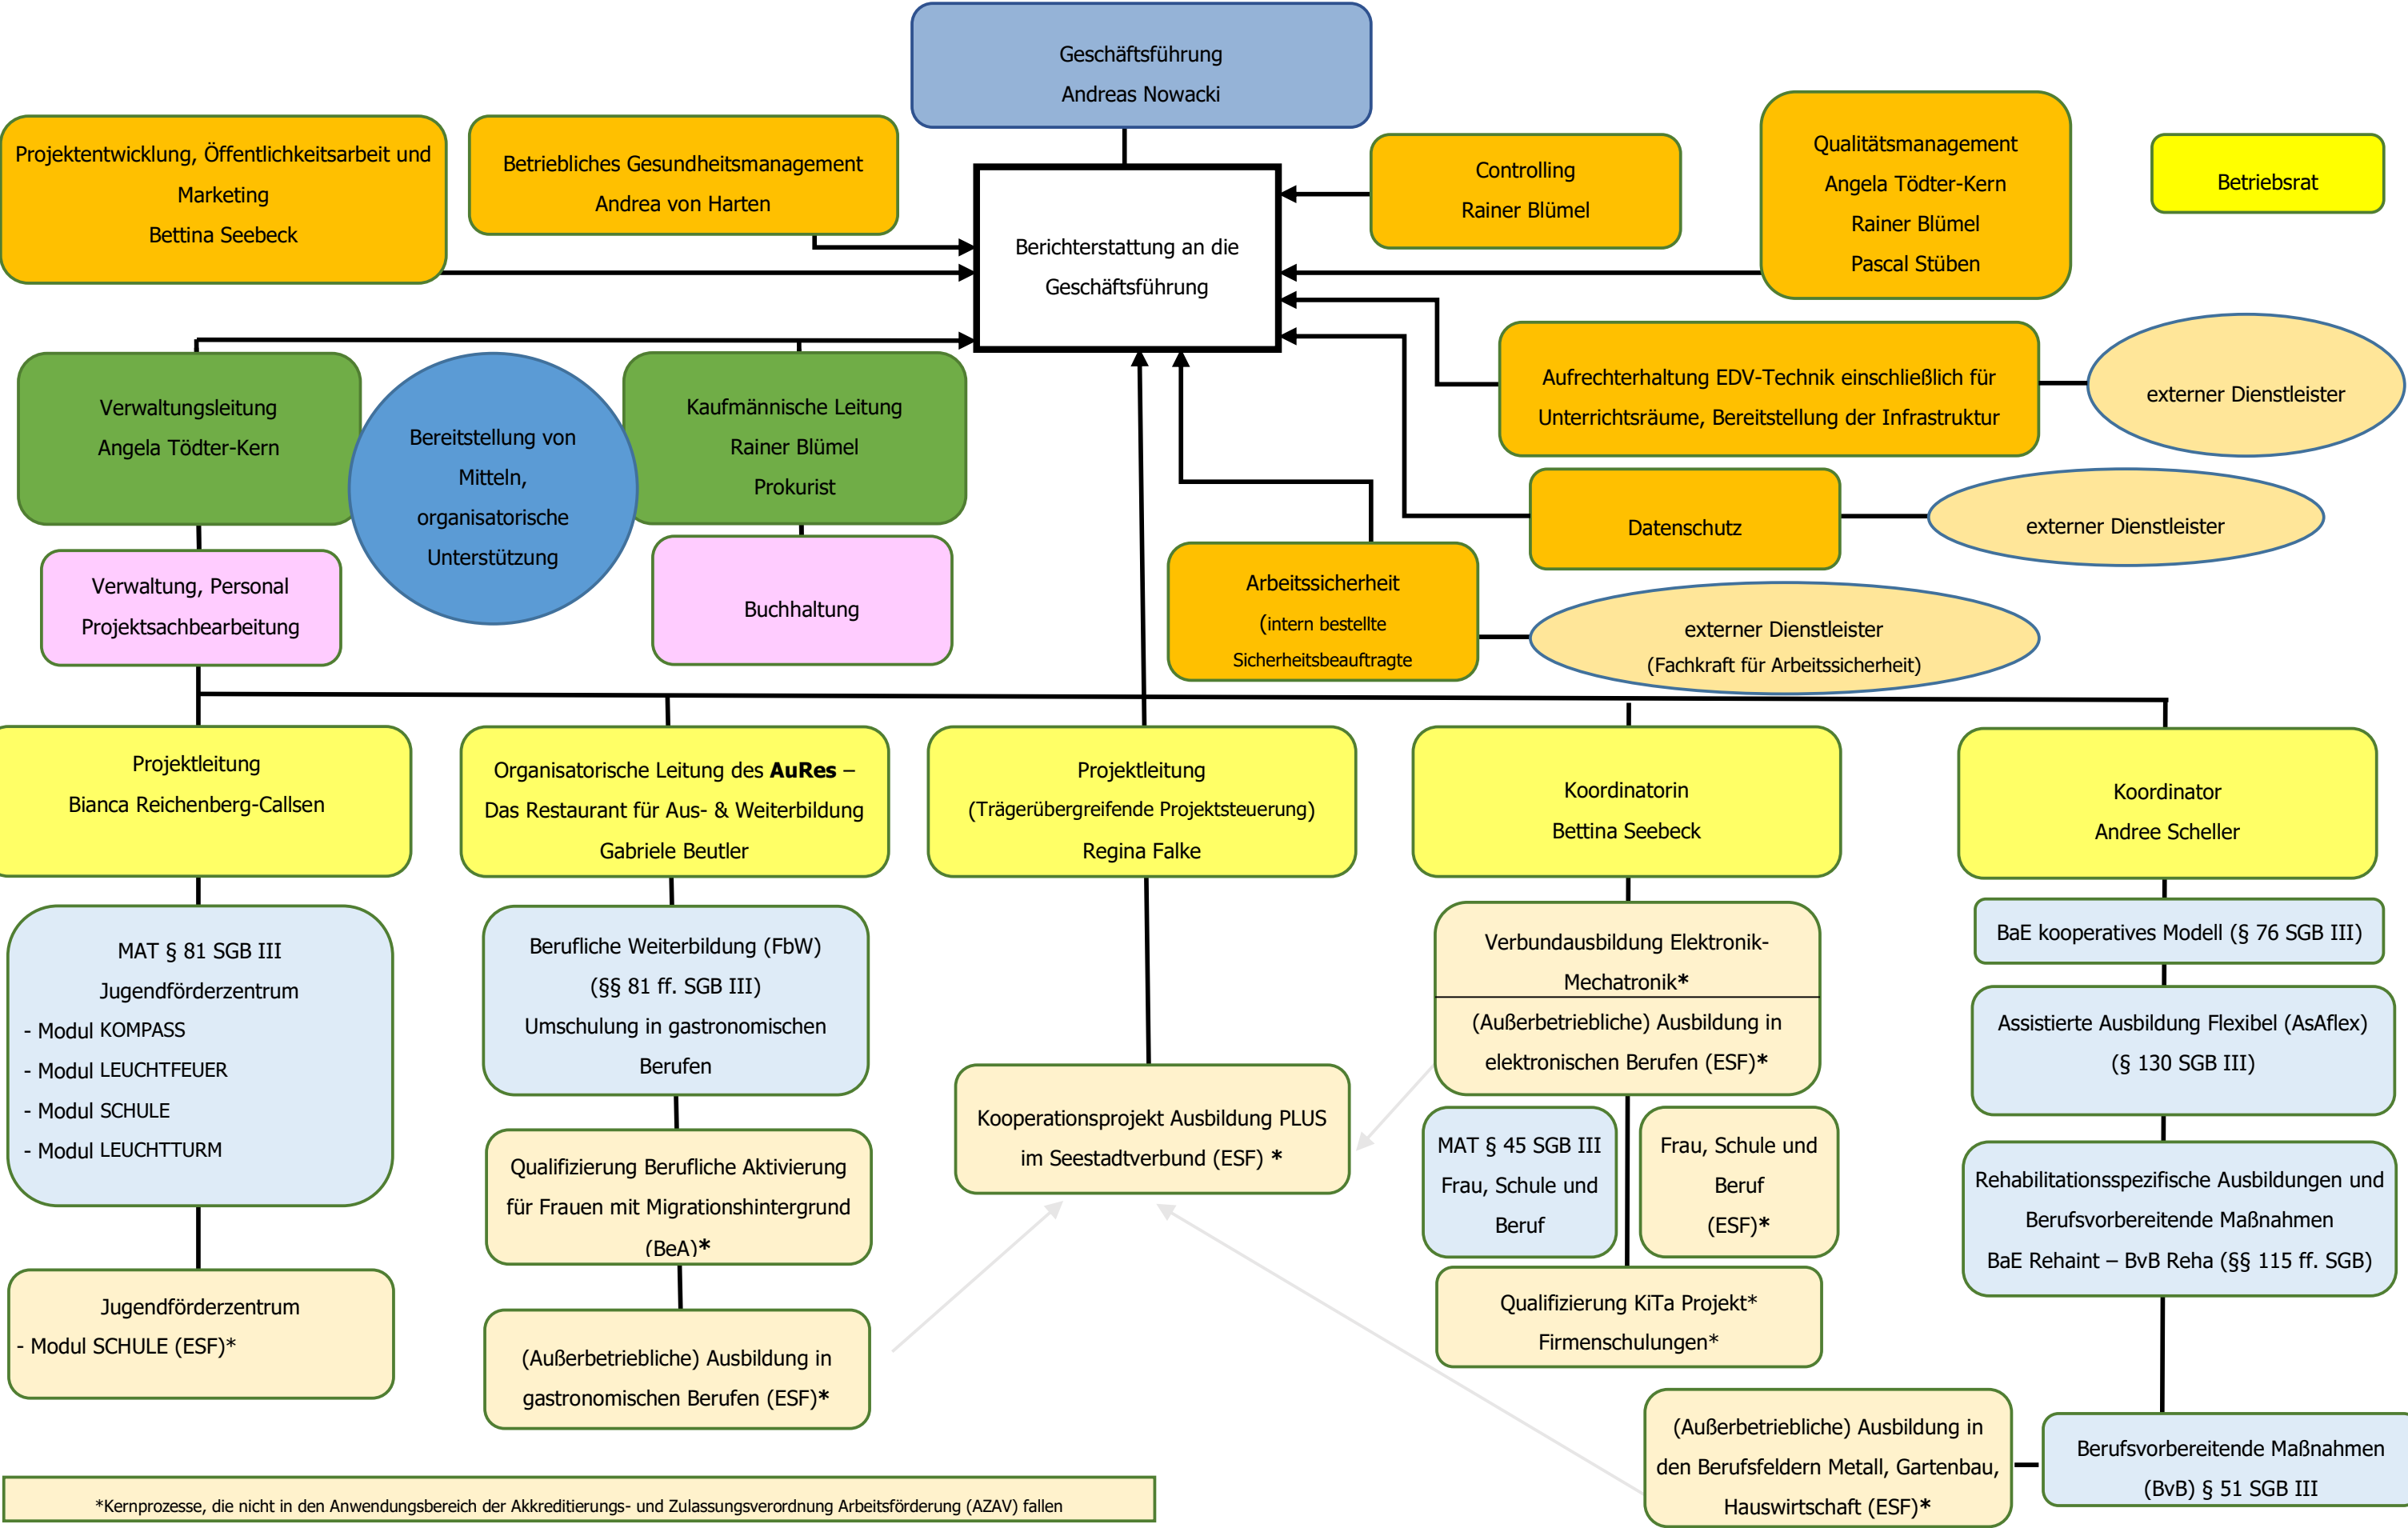 Geschäftsführung
Andreas Nowacki
Projektentwicklung, Öffentlichkeitsarbeit und
Marketing
Bettina Seebeck
Betriebliches Gesundheitsmanagement
Andrea von Harten
Berichterstattung an die
Geschäftsführung
Controlling
Rainer Blümel
Qualitätsmanagement
Angela Tödter-Kern
Rainer Blümel
Pascal Stüben
Betriebsrat
Verwaltungsleitung
Angela Tödter-Kern
Bereitstellung von
Mitteln,
organisatorische
Unterstützung
Kaufmännische Leitung
Rainer Blümel
Prokurist
Aufrechterhaltung EDV-Technik einschließlich für
Unterrichtsräume, Bereitstellung der Infrastruktur
externer Dienstleister
Datenschutz
externer Dienstleister
Verwaltung, Personal
Projektsachbearbeitung
Buchhaltung
Arbeitssicherheit
(intern bestellte
Sicherheitsbeauftragte
externer Dienstleister
(Fachkraft für Arbeitssicherheit)
Projektleitung
Bianca Reichenberg-Callsen
Organisatorische Leitung des AuRes –
Das Restaurant für Aus- & Weiterbildung
Gabriele Beutler
Projektleitung
(Trägerübergreifende Projektsteuerung)
Regina Falke
Koordinatorin
Bettina Seebeck
Koordinator
Andree Scheller
MAT § 81 SGB III
Jugendförderzentrum
- Modul KOMPASS
- Modul LEUCHTFEUER
- Modul SCHULE
- Modul LEUCHTTURM
Jugendförderzentrum
- Modul SCHULE (ESF)*
Berufliche Weiterbildung (FbW)
(§§ 81 ff. SGB III)
Umschulung in gastronomischen
Berufen
Qualifizierung Berufliche Aktivierung
für Frauen mit Migrationshintergrund
(BeA)*
(Außerbetriebliche) Ausbildung in
gastronomischen Berufen (ESF)*
Kooperationsprojekt Ausbildung PLUS
im Seestadtverbund (ESF) *
Verbundausbildung Elektronik-
Mechatronik*
(Außerbetriebliche) Ausbildung in
elektronischen Berufen (ESF)*
MAT § 45 SGB III
Frau, Schule und
Beruf
Frau, Schule und
Beruf
(ESF)*
Qualifizierung KiTa Projekt*
Firmenschulungen*
BaE kooperatives Modell (§ 76 SGB III)
Assistierte Ausbildung Flexibel (AsAflex)
(§ 130 SGB III)
Rehabilitationsspezifische Ausbildungen und
Berufsvorbereitende Maßnahmen
BaE Rehaint – BvB Reha (§§ 115 ff. SGB)
(Außerbetriebliche) Ausbildung in
den Berufsfeldern Metall, Gartenbau,
Hauswirtschaft (ESF)*
Berufsvorbereitende Maßnahmen
(BvB) § 51 SGB III
*Kernprozesse, die nicht in den Anwendungsbereich der Akkreditierungs- und Zulassungsverordnung Arbeitsförderung (AZAV) fallen